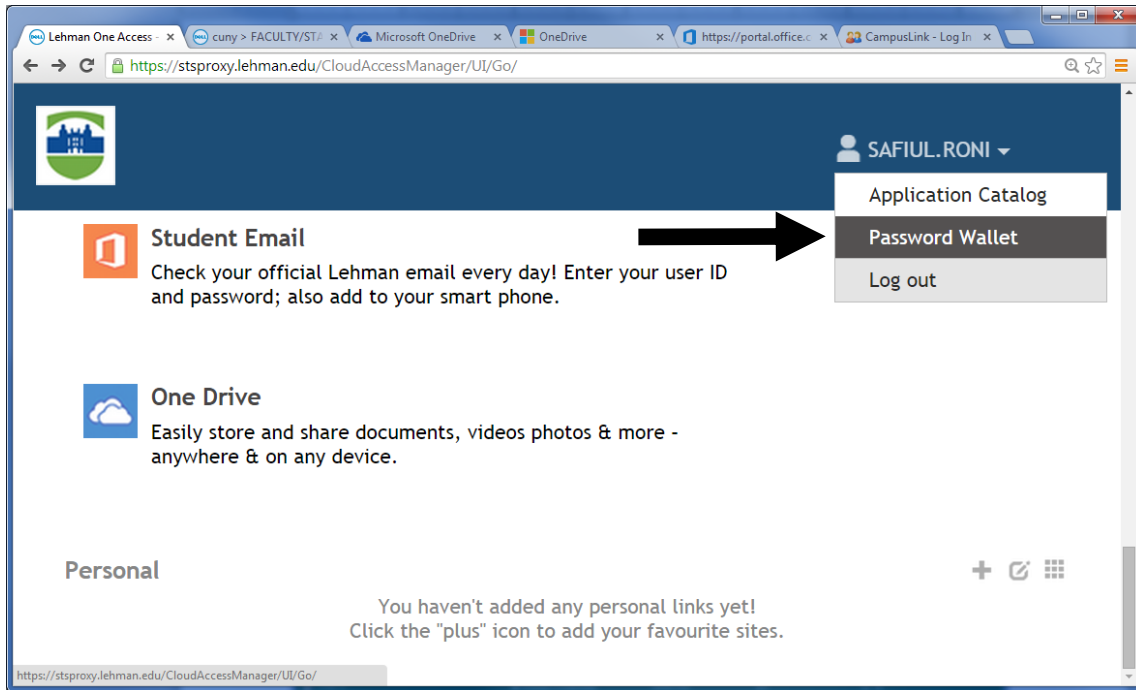 Lehman One Access -
cuny > FACULTY/STA
Microsoft OneDrive
OneDrive
https://portal.office.c
CampusLink - Log In
https://stsproxy.lehman.edu/CloudAccessManager/UI/Go/
SAFIUL.RONI
Application Catalog
Password Wallet
Log out
Student Email
Check your official Lehman email every day! Enter your user ID
and password; also add to your smart phone.
One Drive
Easily store and share documents, videos photos & more -
anywhere & on any device.
Personal
You haven't added any personal links yet!
Click the "plus" icon to add your favourite sites.
https://stsproxy.lehman.edu/CloudAccessManager/UI/Go/